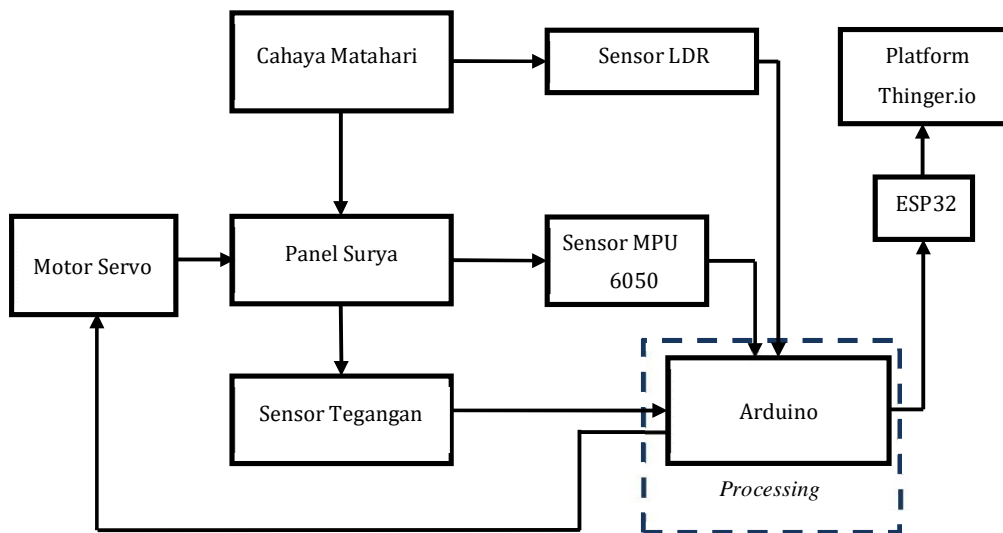 Cahaya Matahari
Sensor LDR
Platform
Thinger.io
ESP32
Motor Servo
Panel Surya
Sensor MPU
6050
Sensor Tegangan
Arduino
Processing